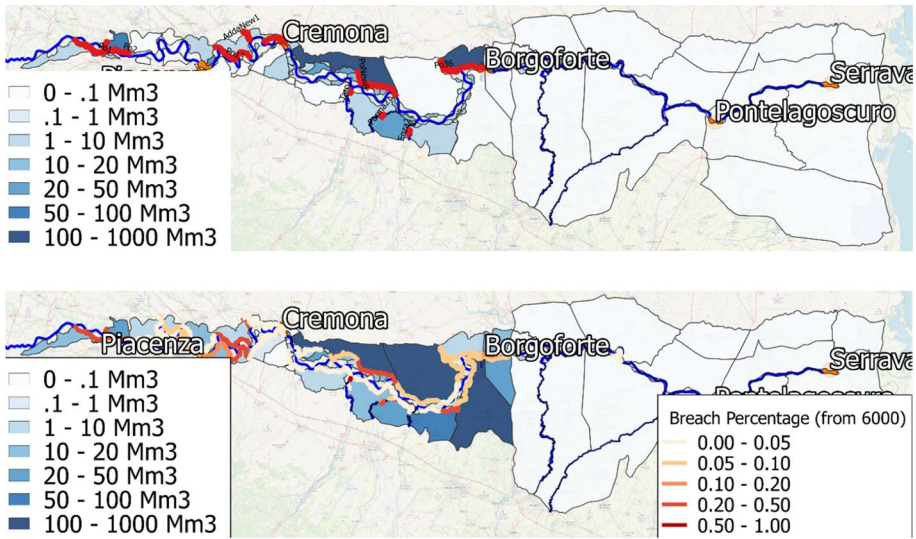 AddaNew1
Cremona
Po2
Po36
Borgoforte
Serrava
Pontelagoscuro
0 - .1 Mm3
.1 - 1 Mm3
1 - 10 Mm3
10 - 20 Mm3
20 - 50 Mm3
50 - 100 Mm3
100 - 1000 Mm3
Cremona
Piacenza
Borgoforte
Serrava
0 - .1 Mm3
.1 - 1 Mm3
1 - 10 Mm3
10 - 20 Mm3
20 - 50 Mm3
50 - 100 Mm3
100 - 1000 Mm3
Breach Percentage (from 6000)
0.00 - 0.05
0.05 - 0.10
0.10 - 0.20
0.20 - 0.50
0.50 - 1.00